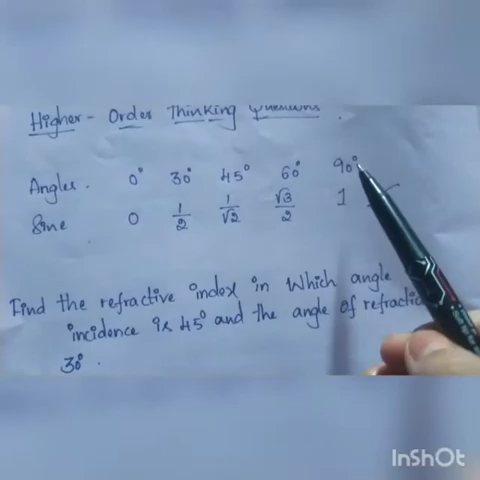 Higher - Order Thinking Questions .
Angles . 0° 30° 45° 60° 90°
Sine 0 1/2 1/√2 √3/2 1
Find the refractive index in which angle
incidence is 45° and the angle of refractio
30° .
InShOt